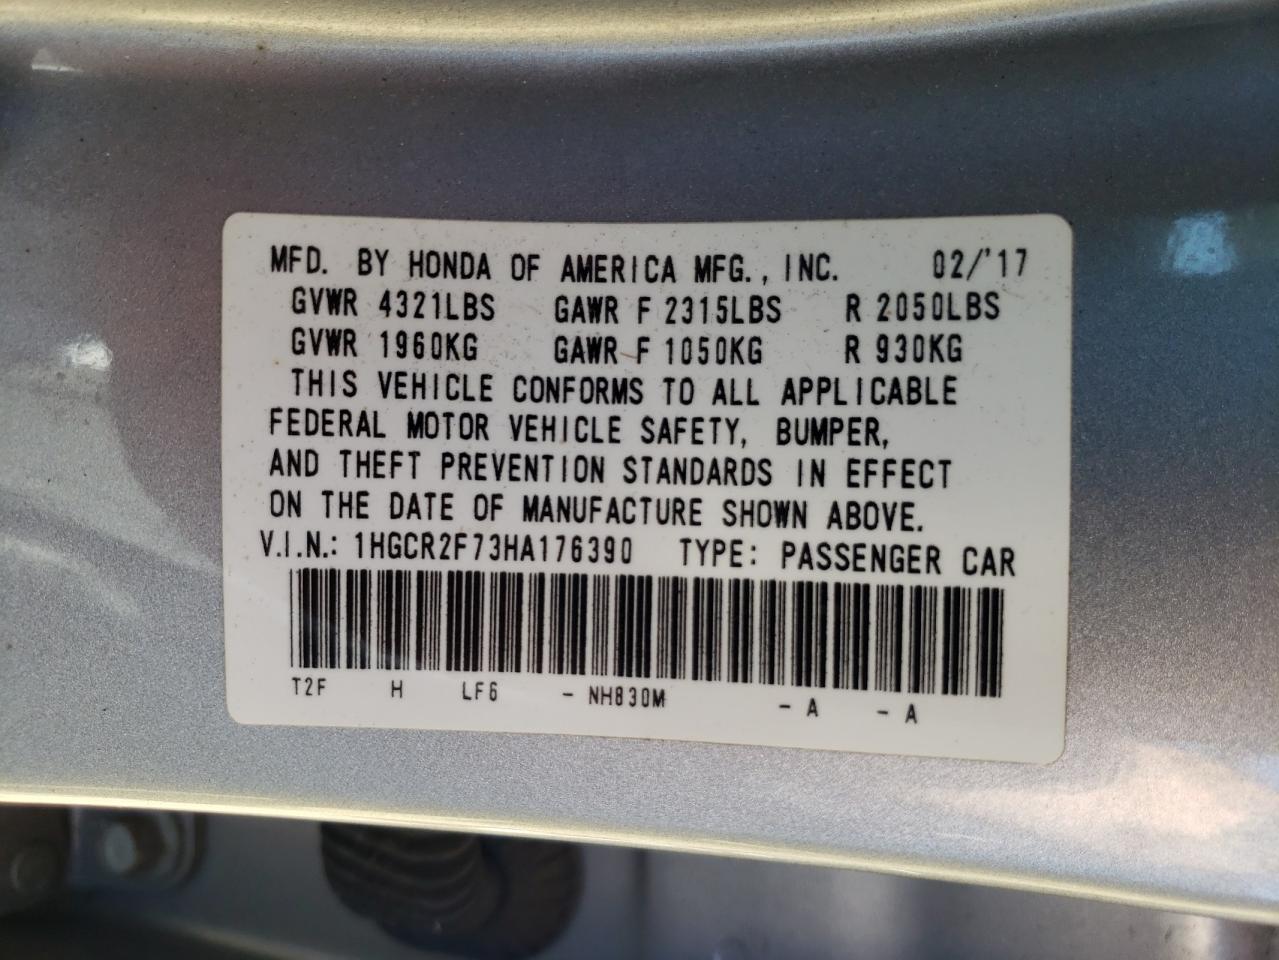 MFD. BY HONDA OF AMERICA MFG., INC. 02/'17
GVWR 4321LBS GAWR F 2315LBS R 2050LBS
GVWR 1960KG GAWR F 1050KG R 930KG
THIS VEHICLE CONFORMS TO ALL APPLICABLE
FEDERAL MOTOR VEHICLE SAFETY, BUMPER,
AND THEFT PREVENTION STANDARDS IN EFFECT
ON THE DATE OF MANUFACTURE SHOWN ABOVE.
V.I.N.: 1HGCR2F73HA176390 TYPE: PASSENGER CAR
T2F H LF6 - NH830M - A - A